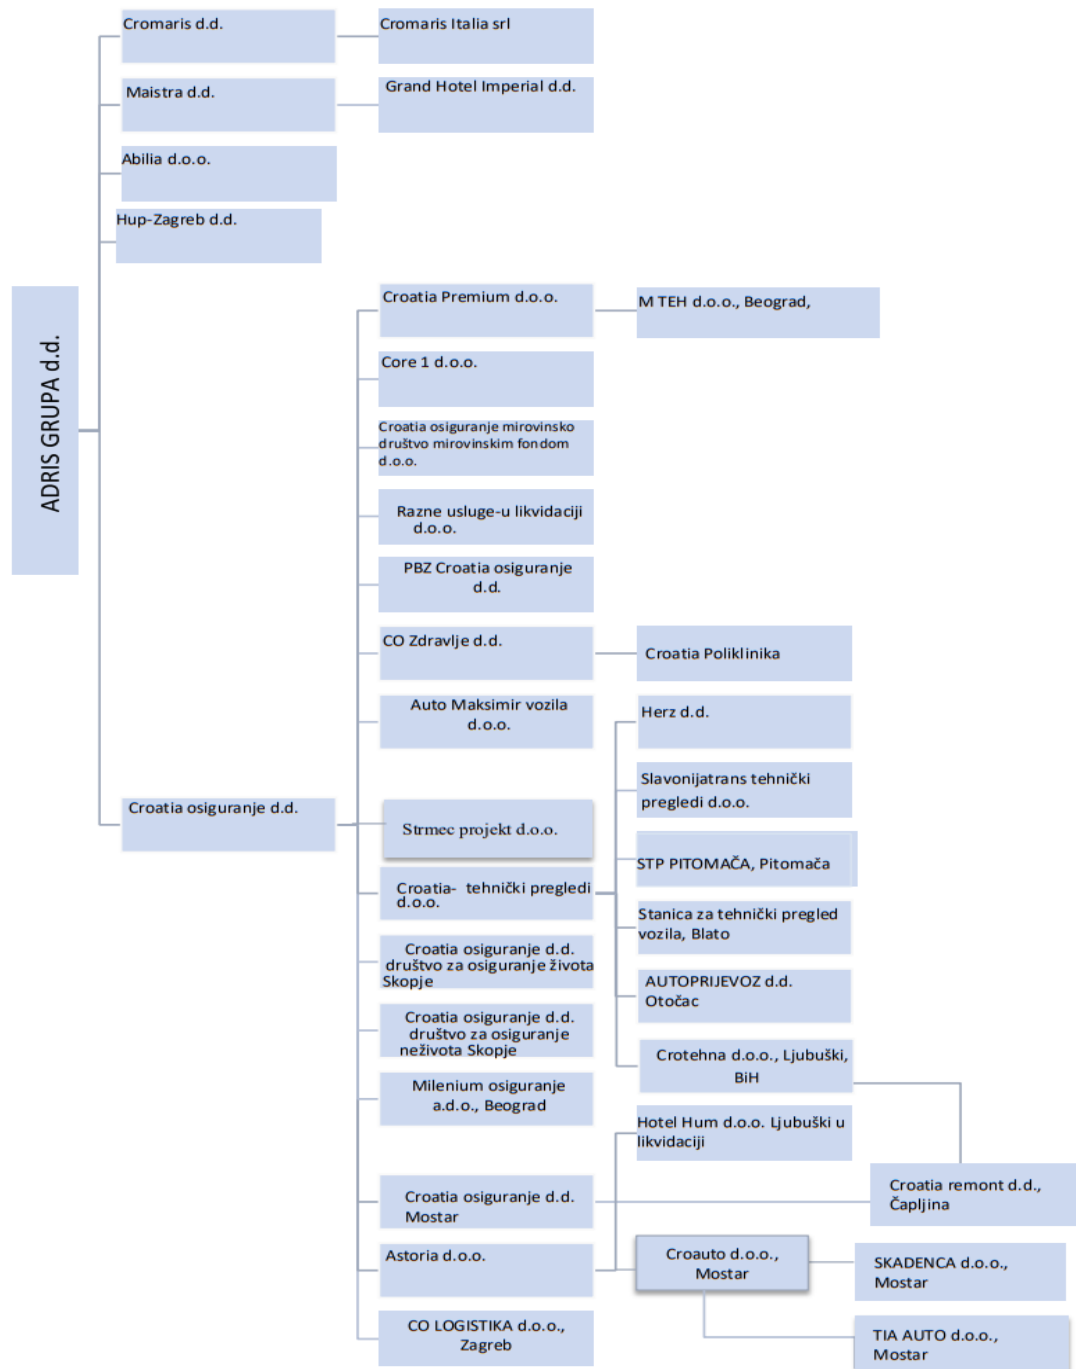 Cromaris d.d.
Cromaris Italia srl
Maistra d.d.
Grand Hotel Imperial d.d.
Abilia d.o.o.
Hup-Zagreb d.d.
ADRIS GRUPA d.d.
Croatia osiguranje d.d.
Croatia Premium d.o.o.
M TEH d.o.o., Beograd,
Core 1 d.o.o.
Croatia osiguranje mirovinsko
društvo mirovinskim fondom
d.o.o.
Razne usluge-u likvidaciji
d.o.o.
PBZ Croatia osiguranje
d.d.
CO Zdravlje d.d.
Croatia Poliklinika
Auto Maksimir vozila
d.o.o.
Strmec projekt d.o.o.
Croatia- tehnički pregledi
d.o.o.
Herz d.d.
Slavonijatrans tehnički
pregledi d.o.o.
STP PITOMAČA, Pitomača
Stanica za tehnički pregled
vozila, Blato
AUTOPRIJEVOZ d.d.
Otočac
Crotehna d.o.o., Ljubuški,
BiH
Croatia osiguranje d.d.
društvo za osiguranje života
Skopje
Croatia osiguranje d.d.
društvo za osiguranje
neživota Skopje
Milenium osiguranje
a.d.o., Beograd
Hotel Hum d.o.o. Ljubuški u
likvidaciji
Croatia osiguranje d.d.
Mostar
Croatia remont d.d.,
Čapljina
Astoria d.o.o.
Croauto d.o.o.,
Mostar
SKADENCA d.o.o.,
Mostar
TIA AUTO d.o.o.,
Mostar
CO LOGISTIKA d.o.o.,
Zagreb